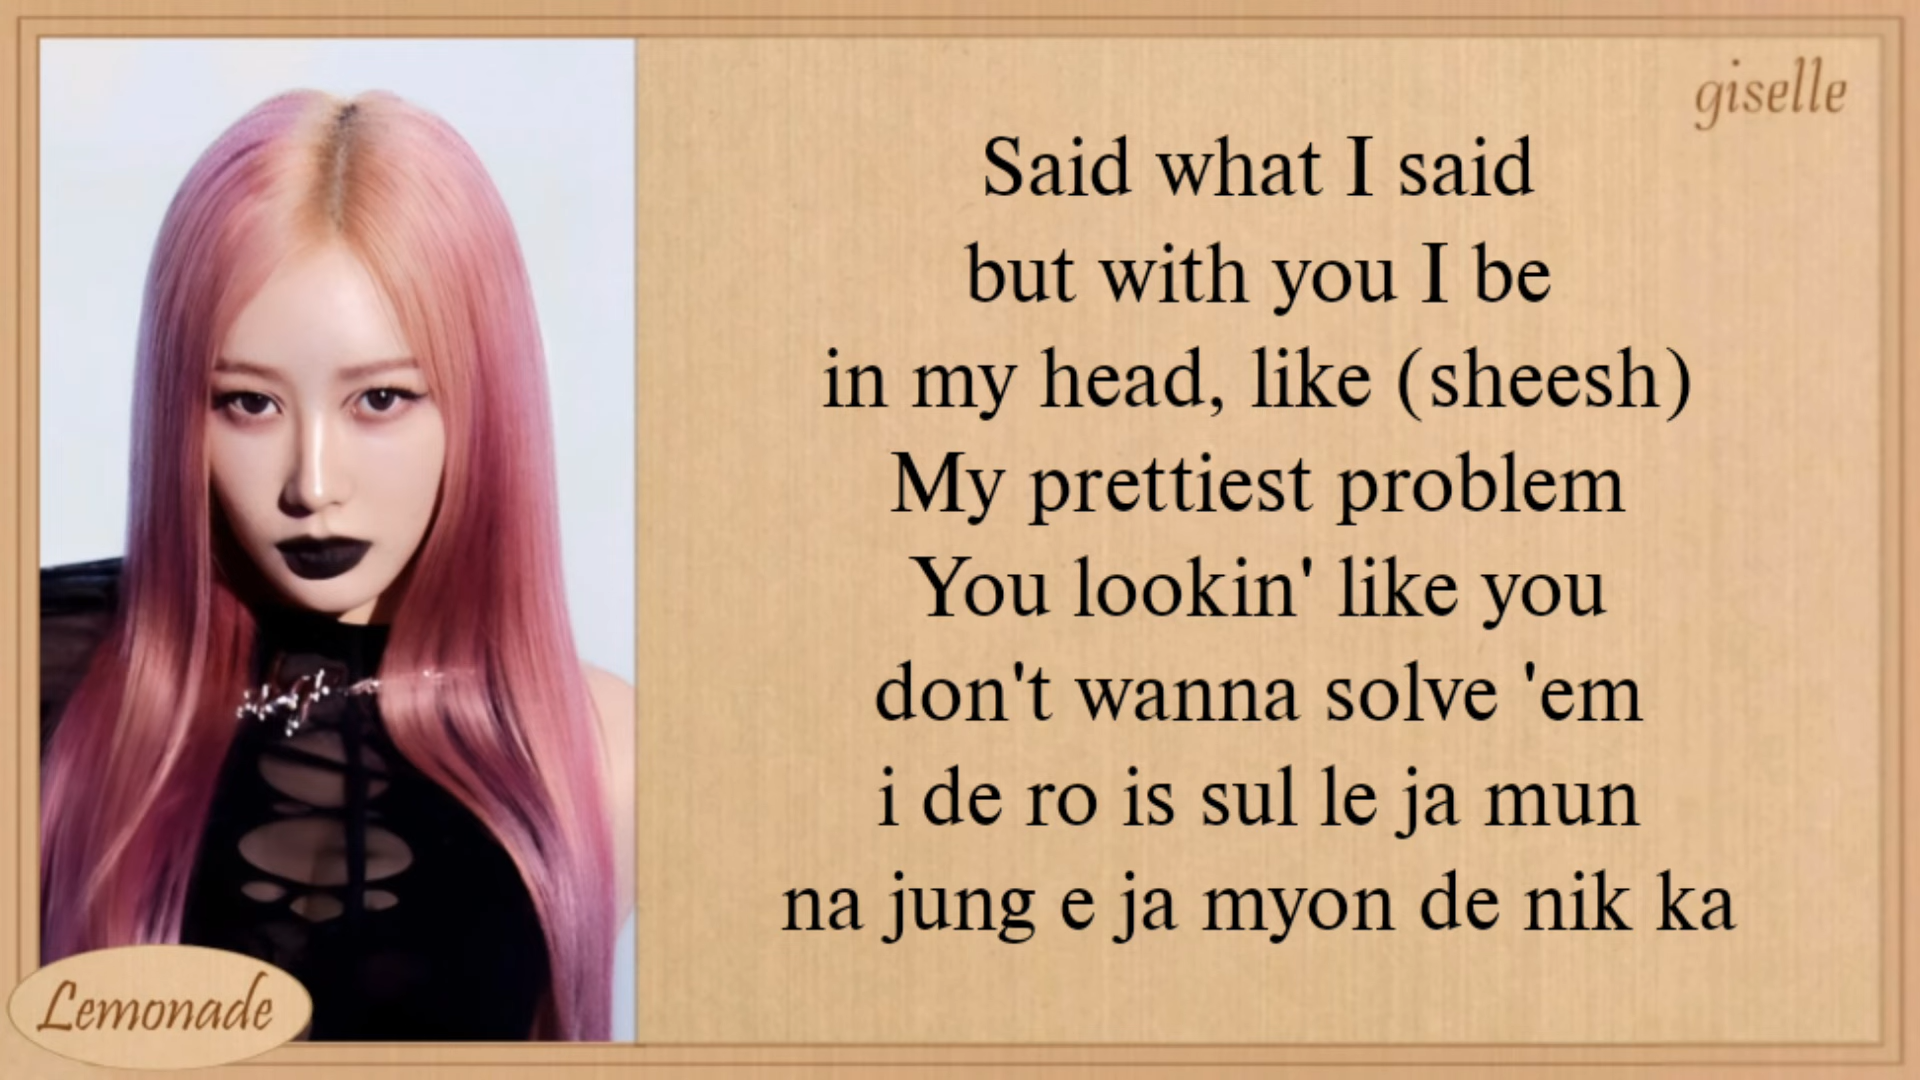 giselle
Said what I said
but with you I be
in my head, like (sheesh)
My prettiest problem
You lookin' like you
don't wanna solve 'em
i de ro is sul le ja mun
na jung e ja myon de nik ka
Lemonade